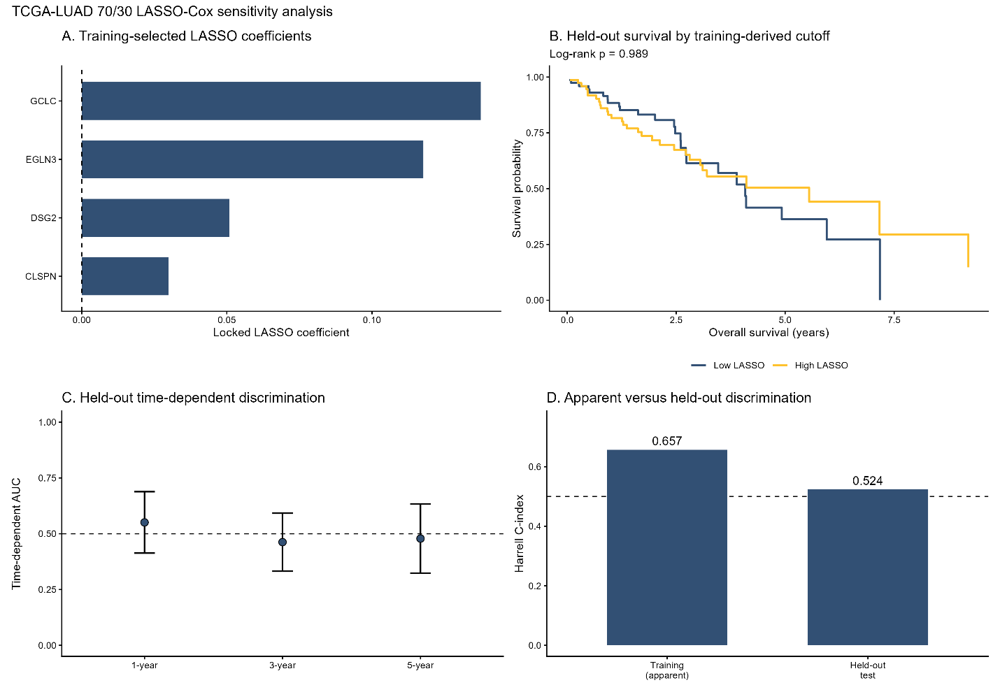 TCGA-LUAD 70/30 LASSO-Cox sensitivity analysis
A. Training-selected LASSO coefficients
GCLC
EGLN3
DSG2
CLSPN
0.00
0.05
0.10
Locked LASSO coefficient
B. Held-out survival by training-derived cutoff
Log-rank p = 0.989
Survival probability
1.00
0.75
0.50
0.25
0.00
0.0
2.5
5.0
7.5
Overall survival (years)
Low LASSO
High LASSO
C. Held-out time-dependent discrimination
Time-dependent AUC
1.00
0.75
0.50
0.25
0.00
1-year
3-year
5-year
D. Apparent versus held-out discrimination
Harrell C-index
0.6
0.4
0.2
0.0
0.657
0.524
Training
(apparent)
Held-out
test